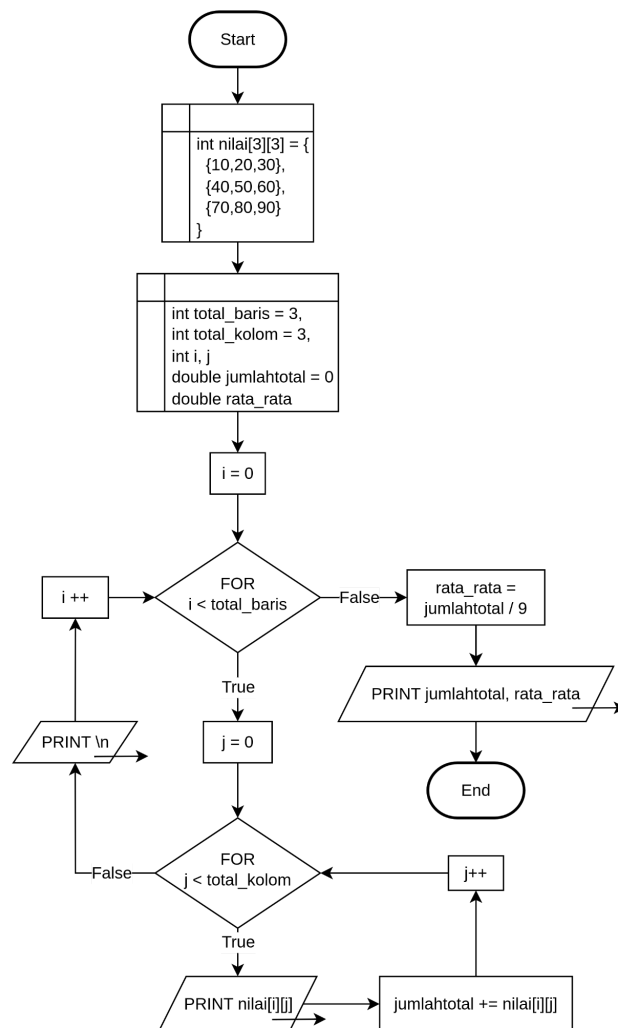 Start
int nilai[3][3] = {
{10,20,30},
{40,50,60},
{70,80,90}
}
int total_baris = 3,
int total_kolom = 3,
int i, j
double jumlahtotal = 0
double rata_rata
i = 0
FOR
i < total_baris
i ++
False
rata_rata =
jumlahtotal / 9
PRINT jumlahtotal, rata_rata
End
True
j = 0
PRINT \n
FOR
j < total_kolom
False
j++
True
PRINT nilai[i][j]
jumlahtotal += nilai[i][j]